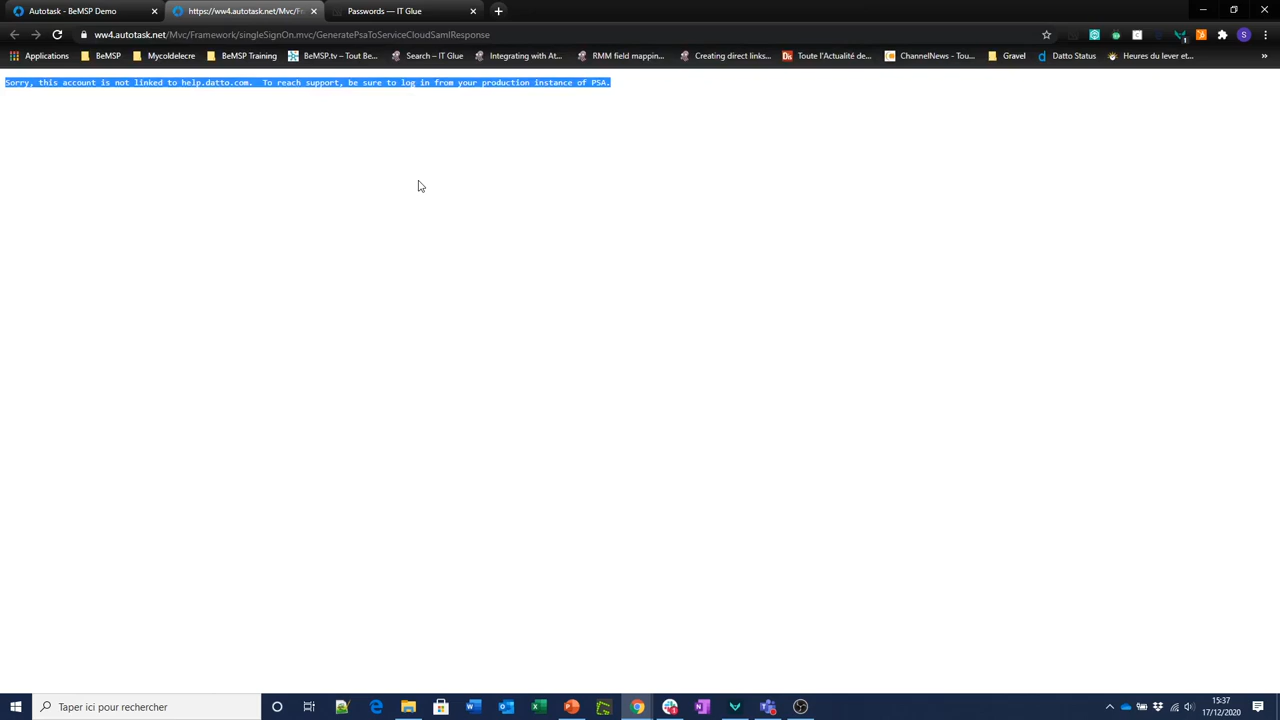 Autotask - BeMSP Demo
https://ww4.autotask.net/Mvc/Fr
Passwords — IT Glue
ww4.autotask.net/Mvc/Framework/singleSignOn.mvc/GeneratePsaToServiceCloudSamlResponse
Applications
BeMSP
Mycoldelecre
BeMSP Training
BeMSP.tv – Tout Be...
Search – IT Glue
Integrating with At...
RMM field mappin...
Creating direct links...
Toute l'Actualité de...
ChannelNews - Tou...
Gravel
Datto Status
Heures du lever et...
Sorry, this account is not linked to help.datto.com. To reach support, be sure to log in from your production instance of PSA.
Taper ici pour rechercher
15:37
17/12/2020